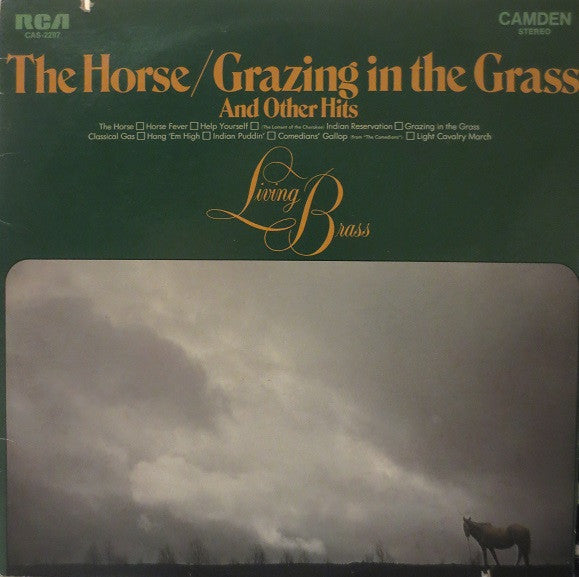 RCA
CAS-2287
CAMDEN
STEREO
The Horse/Grazing in the Grass
And Other Hits
The Horse □ Horse Fever □ Help Yourself □ (The Lament of the Cherokee) Indian Reservation □ Grazing in the Grass
Classical Gas □ Hang 'Em High □ Indian Puddin' □ Comedians' Gallop (from "The Comedians") □ Light Cavalry March
Living
Brass